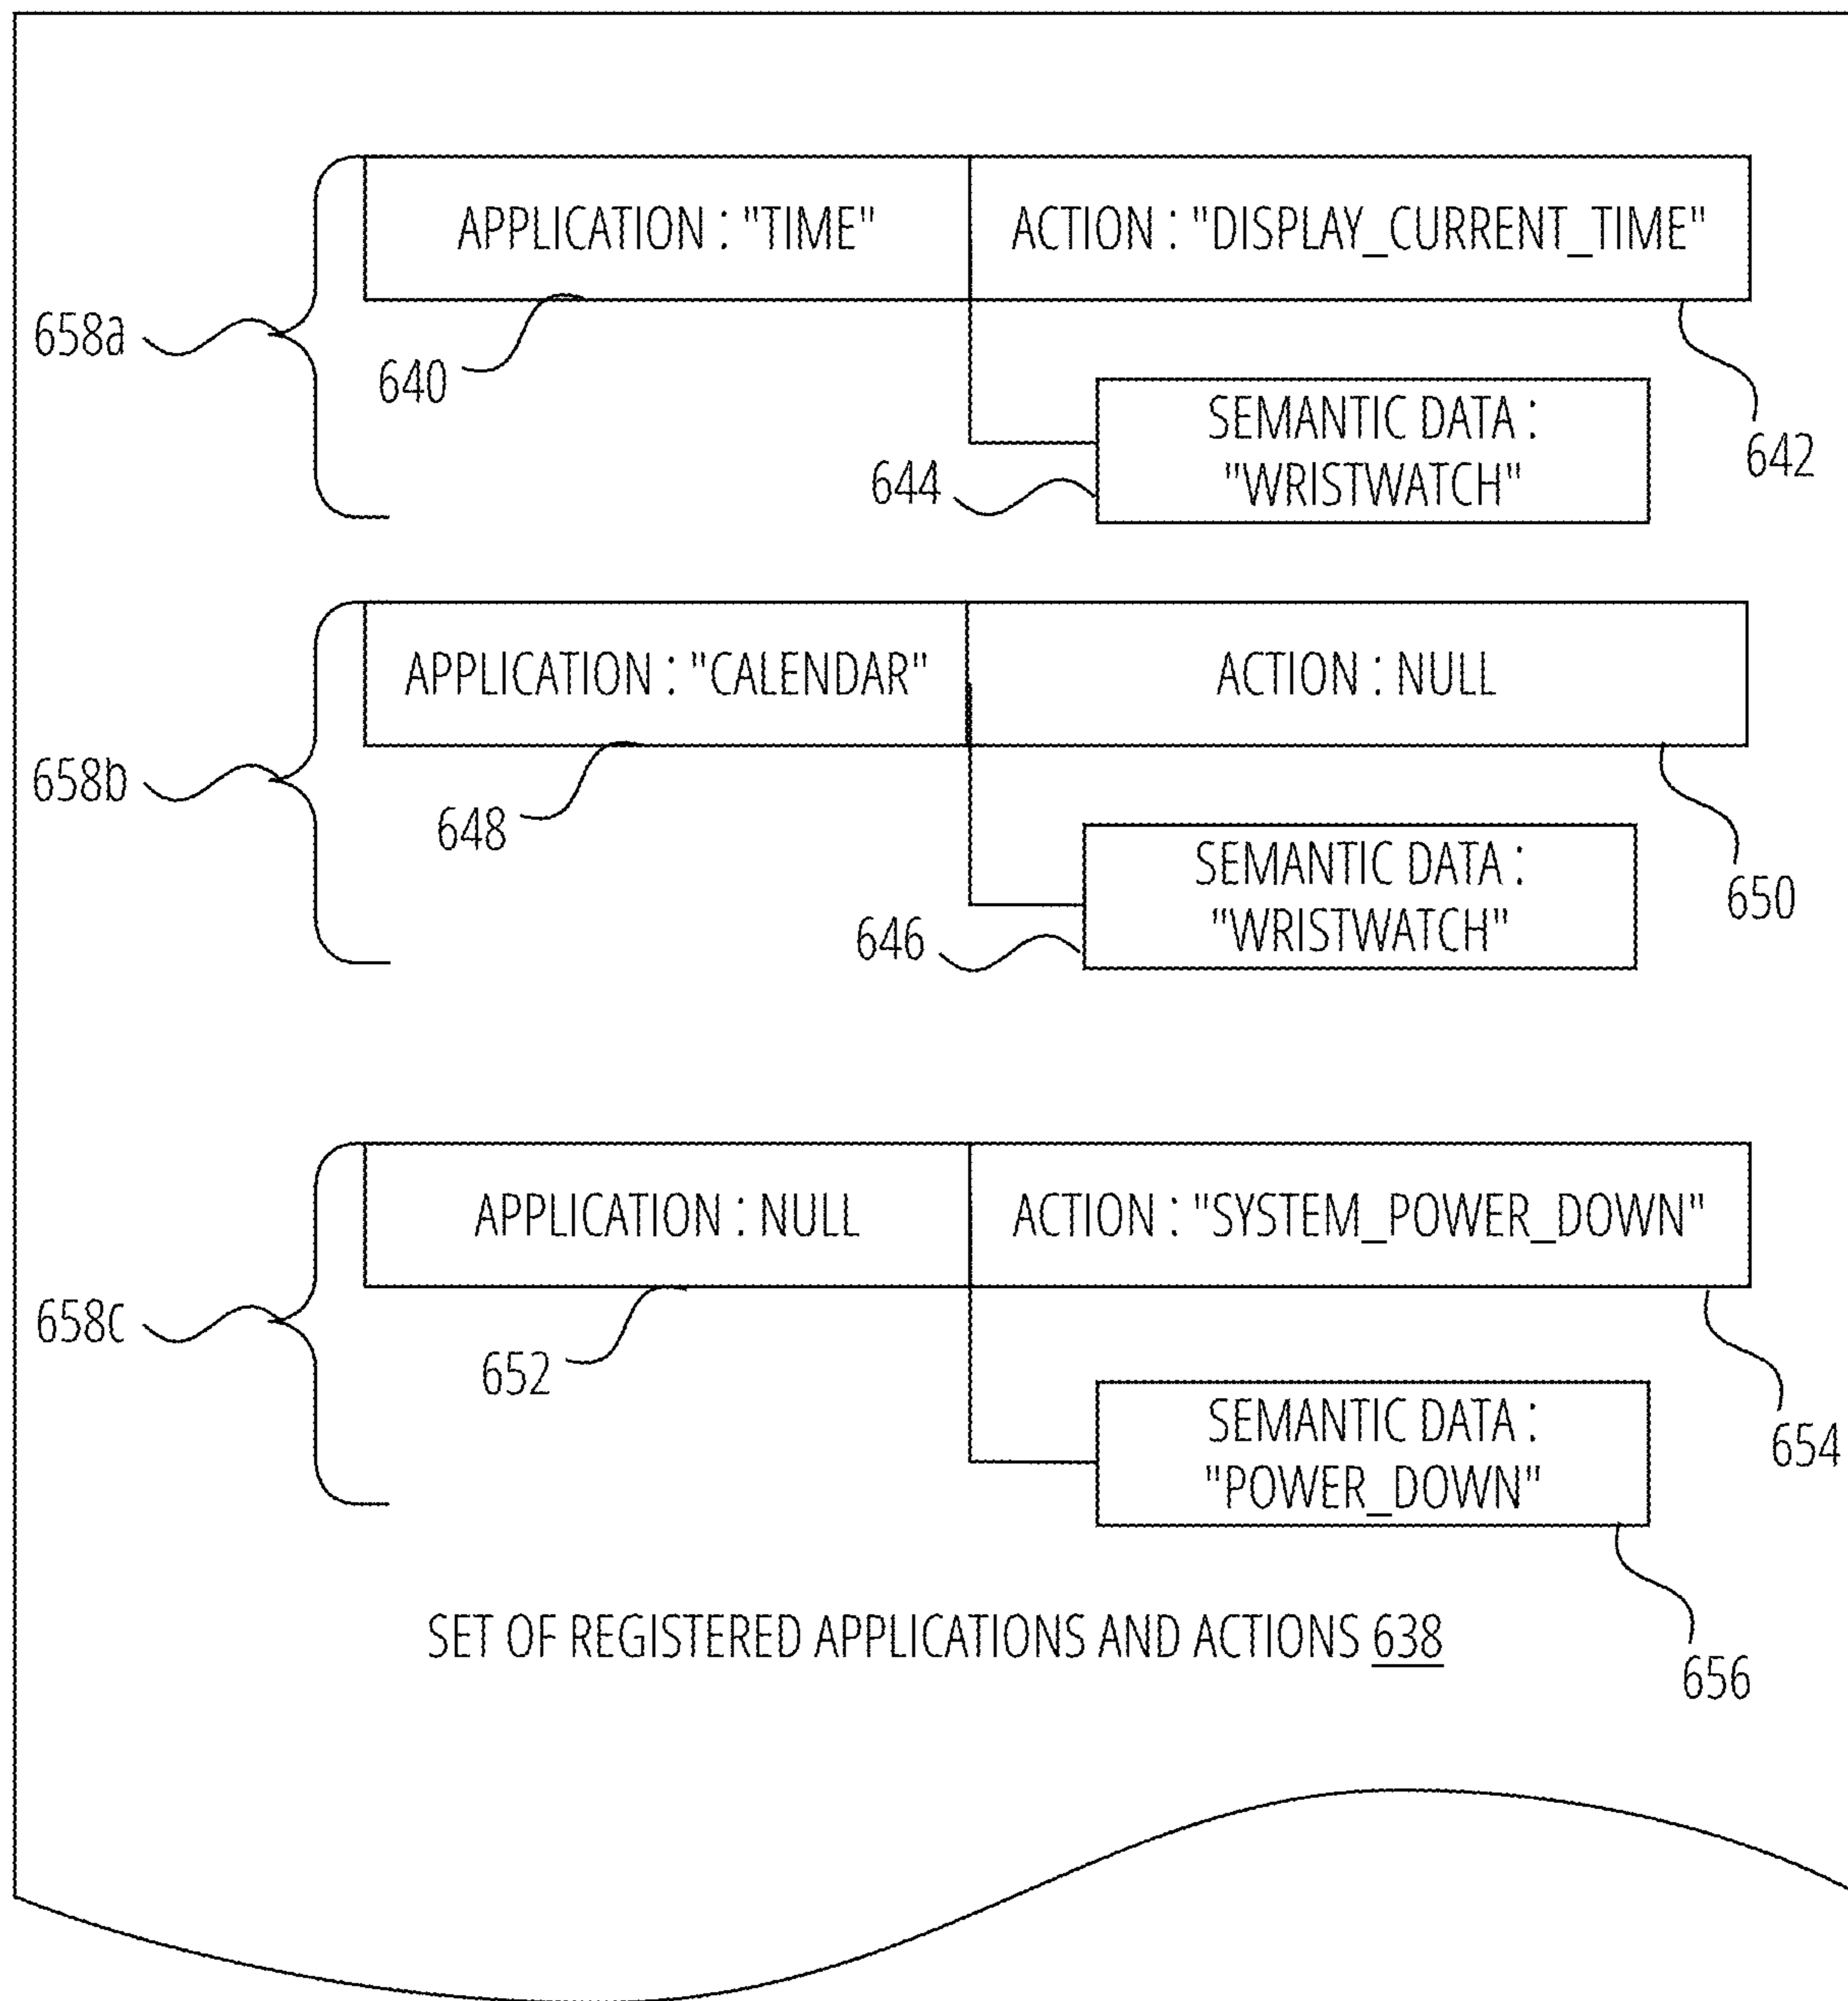 APPLICATION : "TIME"
ACTION : "DISPLAY_CURRENT_TIME"
658a
640
SEMANTIC DATA :
"WRISTWATCH"
642
644
APPLICATION : "CALENDAR"
ACTION : NULL
658b
648
SEMANTIC DATA :
"WRISTWATCH"
650
646
APPLICATION : NULL
ACTION : "SYSTEM_POWER_DOWN"
658c
652
SEMANTIC DATA :
"POWER_DOWN"
654
SET OF REGISTERED APPLICATIONS AND ACTIONS 638
656